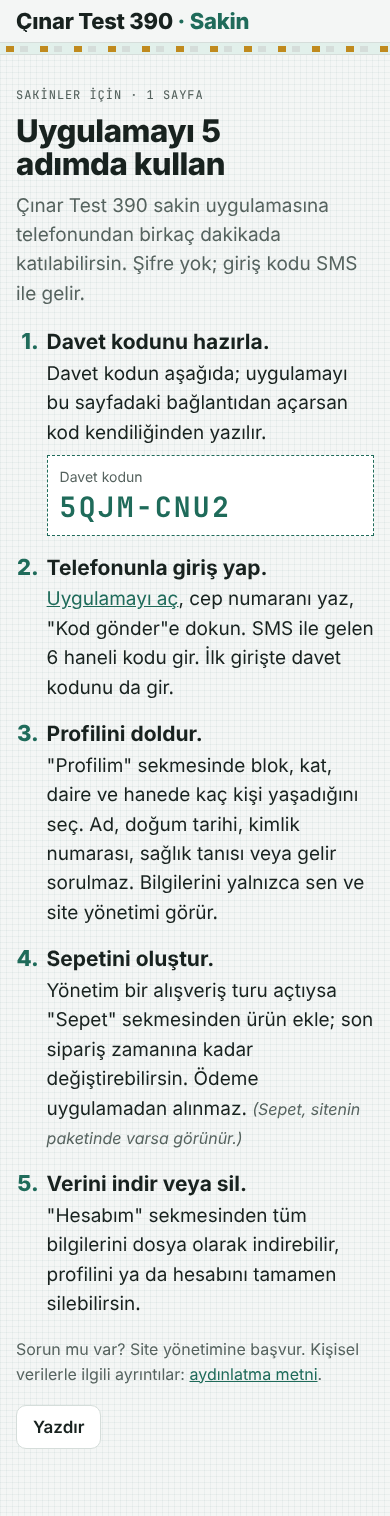 Çınar Test 390 · Sakin
SAKİNLER İÇİN · 1 SAYFA
Uygulamayı 5
adımda kullan
Çınar Test 390 sakin uygulamasına
telefonundan birkaç dakikada
katılabilirsin. Şifre yok; giriş kodu SMS
ile gelir.
1. Davet kodunu hazırla.
Davet kodun aşağıda; uygulamayı
bu sayfadaki bağlantıdan açarsan
kod kendiliğinden yazılır.
Davet kodun
5QJM-CNU2
2. Telefonunla giriş yap.
Uygulamayı aç, cep numaranı yaz,
"Kod gönder"e dokun. SMS ile gelen
6 haneli kodu gir. İlk girişte davet
kodunu da gir.
3. Profilini doldur.
"Profilim" sekmesinde blok, kat,
daire ve hanede kaç kişi yaşadığını
seç. Ad, doğum tarihi, kimlik
numarası, sağlık tanısı veya gelir
sorulmaz. Bilgilerini yalnızca sen ve
site yönetimi görür.
4. Sepetini oluştur.
Yönetim bir alışveriş turu açtıysa
"Sepet" sekmesinden ürün ekle; son
sipariş zamanına kadar
değiştirebilirsin. Ödeme
uygulamadan alınmaz. (Sepet, sitenin
paketinde varsa görünür.)
5. Verini indir veya sil.
"Hesabım" sekmesinden tüm
bilgilerini dosya olarak indirebilir,
profilini ya da hesabını tamamen
silebilirsin.
Sorun mu var? Site yönetimine başvur. Kişisel
verilerle ilgili ayrıntılar: aydınlatma metni.
Yazdır